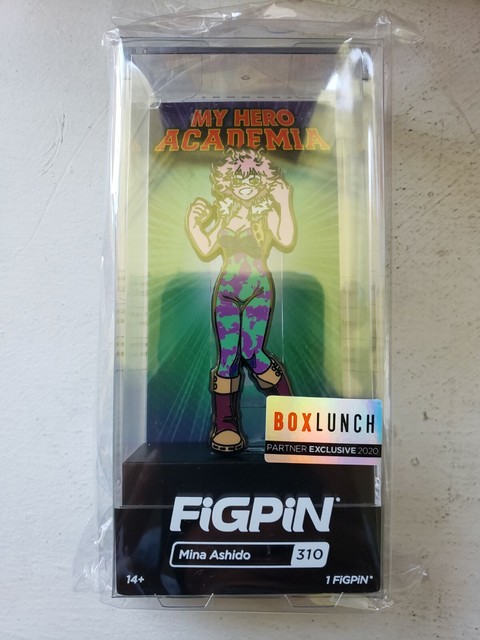 MY HERO
ACADEMIA
BOXLUNCH
PARTNER EXCLUSIVE 2020
FiGPiN®
Mina Ashido 310
14+ 1 FiGPiN®